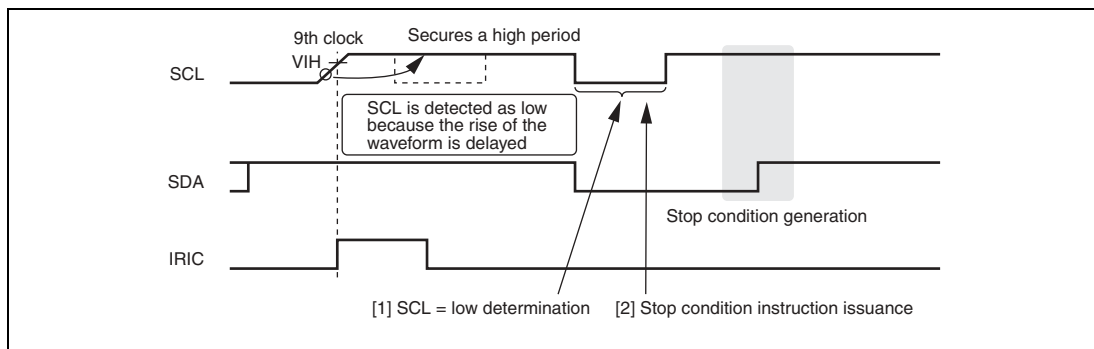 9th clock
Secures a high period
VIH
SCL
SCL is detected as low
because the rise of the
waveform is delayed
SDA
Stop condition generation
IRIC
[1] SCL = low determination
[2] Stop condition instruction issuance